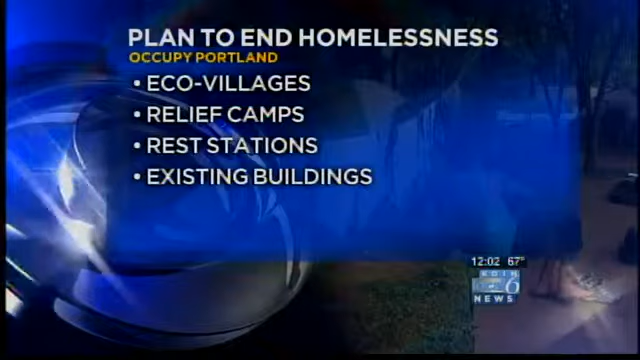 PLAN TO END HOMELESSNESS
OCCUPY PORTLAND
• ECO-VILLAGES
• RELIEF CAMPS
• REST STATIONS
• EXISTING BUILDINGS
12:02 67°
KOIN
6
NEWS